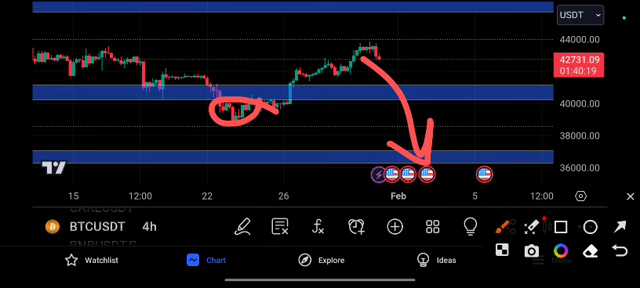 USDT
44000.00
42731.09
01:40:19
40000.00
38000.00
36000.00
15
12:00
22
26
Feb
5
12:00
BTCUSDT
4h
Watchlist
Chart
Explore
Ideas